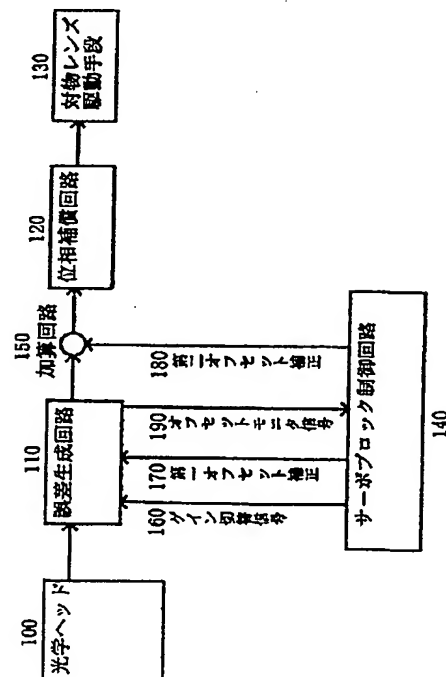 100
光学ヘッド
110
誤差生成回路
150
加算回路
120
位相補償回路
130
対物レンズ
駆動手段
160
ゲイン切替信号
170
第一オフセット補正
190
オフセットモニタ信号
180
第二オフセット補正
サーボブロック制御回路
140